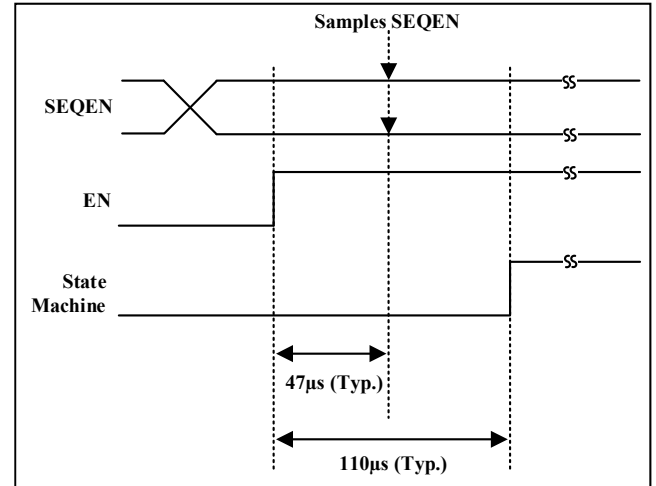 Samples SEQEN
SEQEN
EN
State
Machine
47µs (Typ.)
110µs (Typ.)